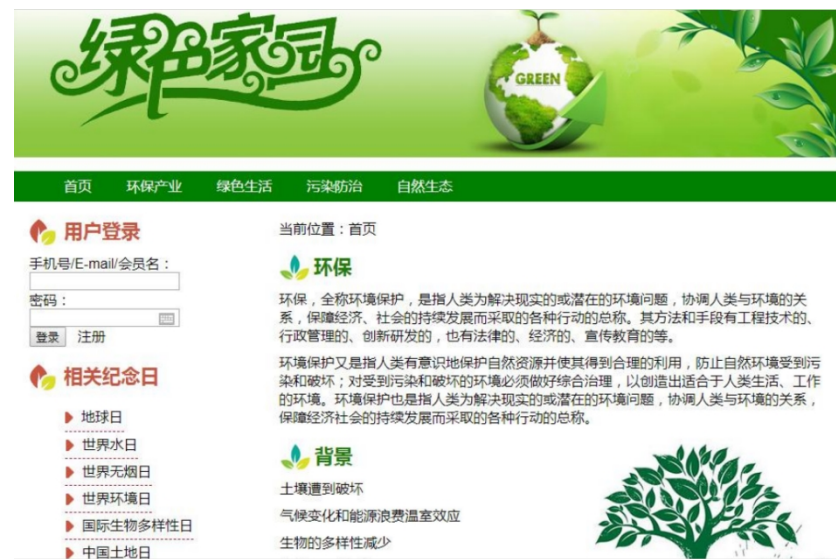 绿色家园
GREEN
首页 环保产业 绿色生活 污染防治 自然生态
用户登录
手机号/E-mail/会员名：
密码：
登录 注册
相关纪念日
地球日
世界水日
世界无烟日
世界环境日
国际生物多样性日
中国土地日
当前位置：首页
环保
环保，全称环境保护，是指人类为解决现实的或潜在的环境问题，协调人类与环境的关
系，保障经济、社会的持续发展而采取的各种行动的总称。其方法和手段有工程技术的、
行政管理的、创新研发的，也有法律的、经济的、宣传教育的等。
环境保护又是指人类有意识地保护自然资源并使其得到合理的利用，防止自然环境受到污
染和破坏；对受到污染和破坏的环境必须做好综合治理，以创造出适合于人类生活、工作
的环境。环境保护也是指人类为解决现实的或潜在的环境问题，协调人类与环境的关系，
保障经济社会的持续发展而采取的各种行动的总称。
背景
土壤遭到破坏
气候变化和能源浪费温室效应
生物的多样性减少